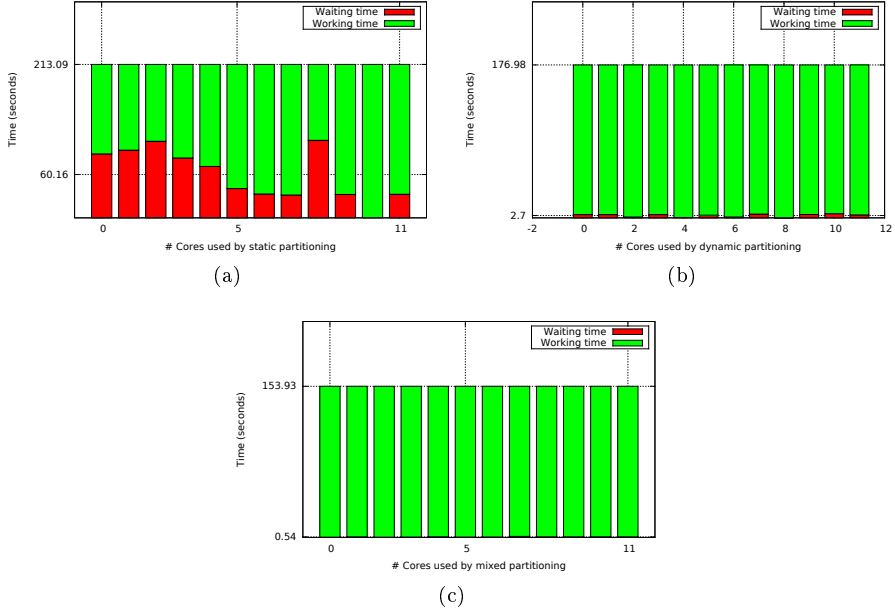 Waiting time
Working time
213.09
60.16
Time (seconds)
0 5 11
# Cores used by static partitioning
(a)
Waiting time
Working time
176.98
2.7
Time (seconds)
-2 0 2 4 6 8 10 12
# Cores used by dynamic partitioning
(b)
Waiting time
Working time
153.93
0.54
Time (seconds)
0 5 11
# Cores used by mixed partitioning
(c)